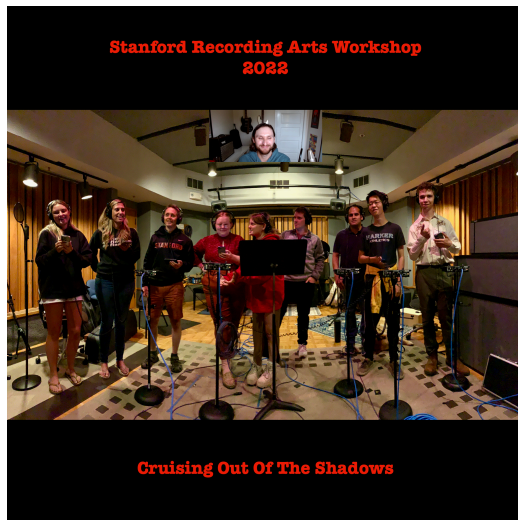 Stanford Recording Arts Workshop
2022
STANFORD
HARKER
Cruising Out Of The Shadows